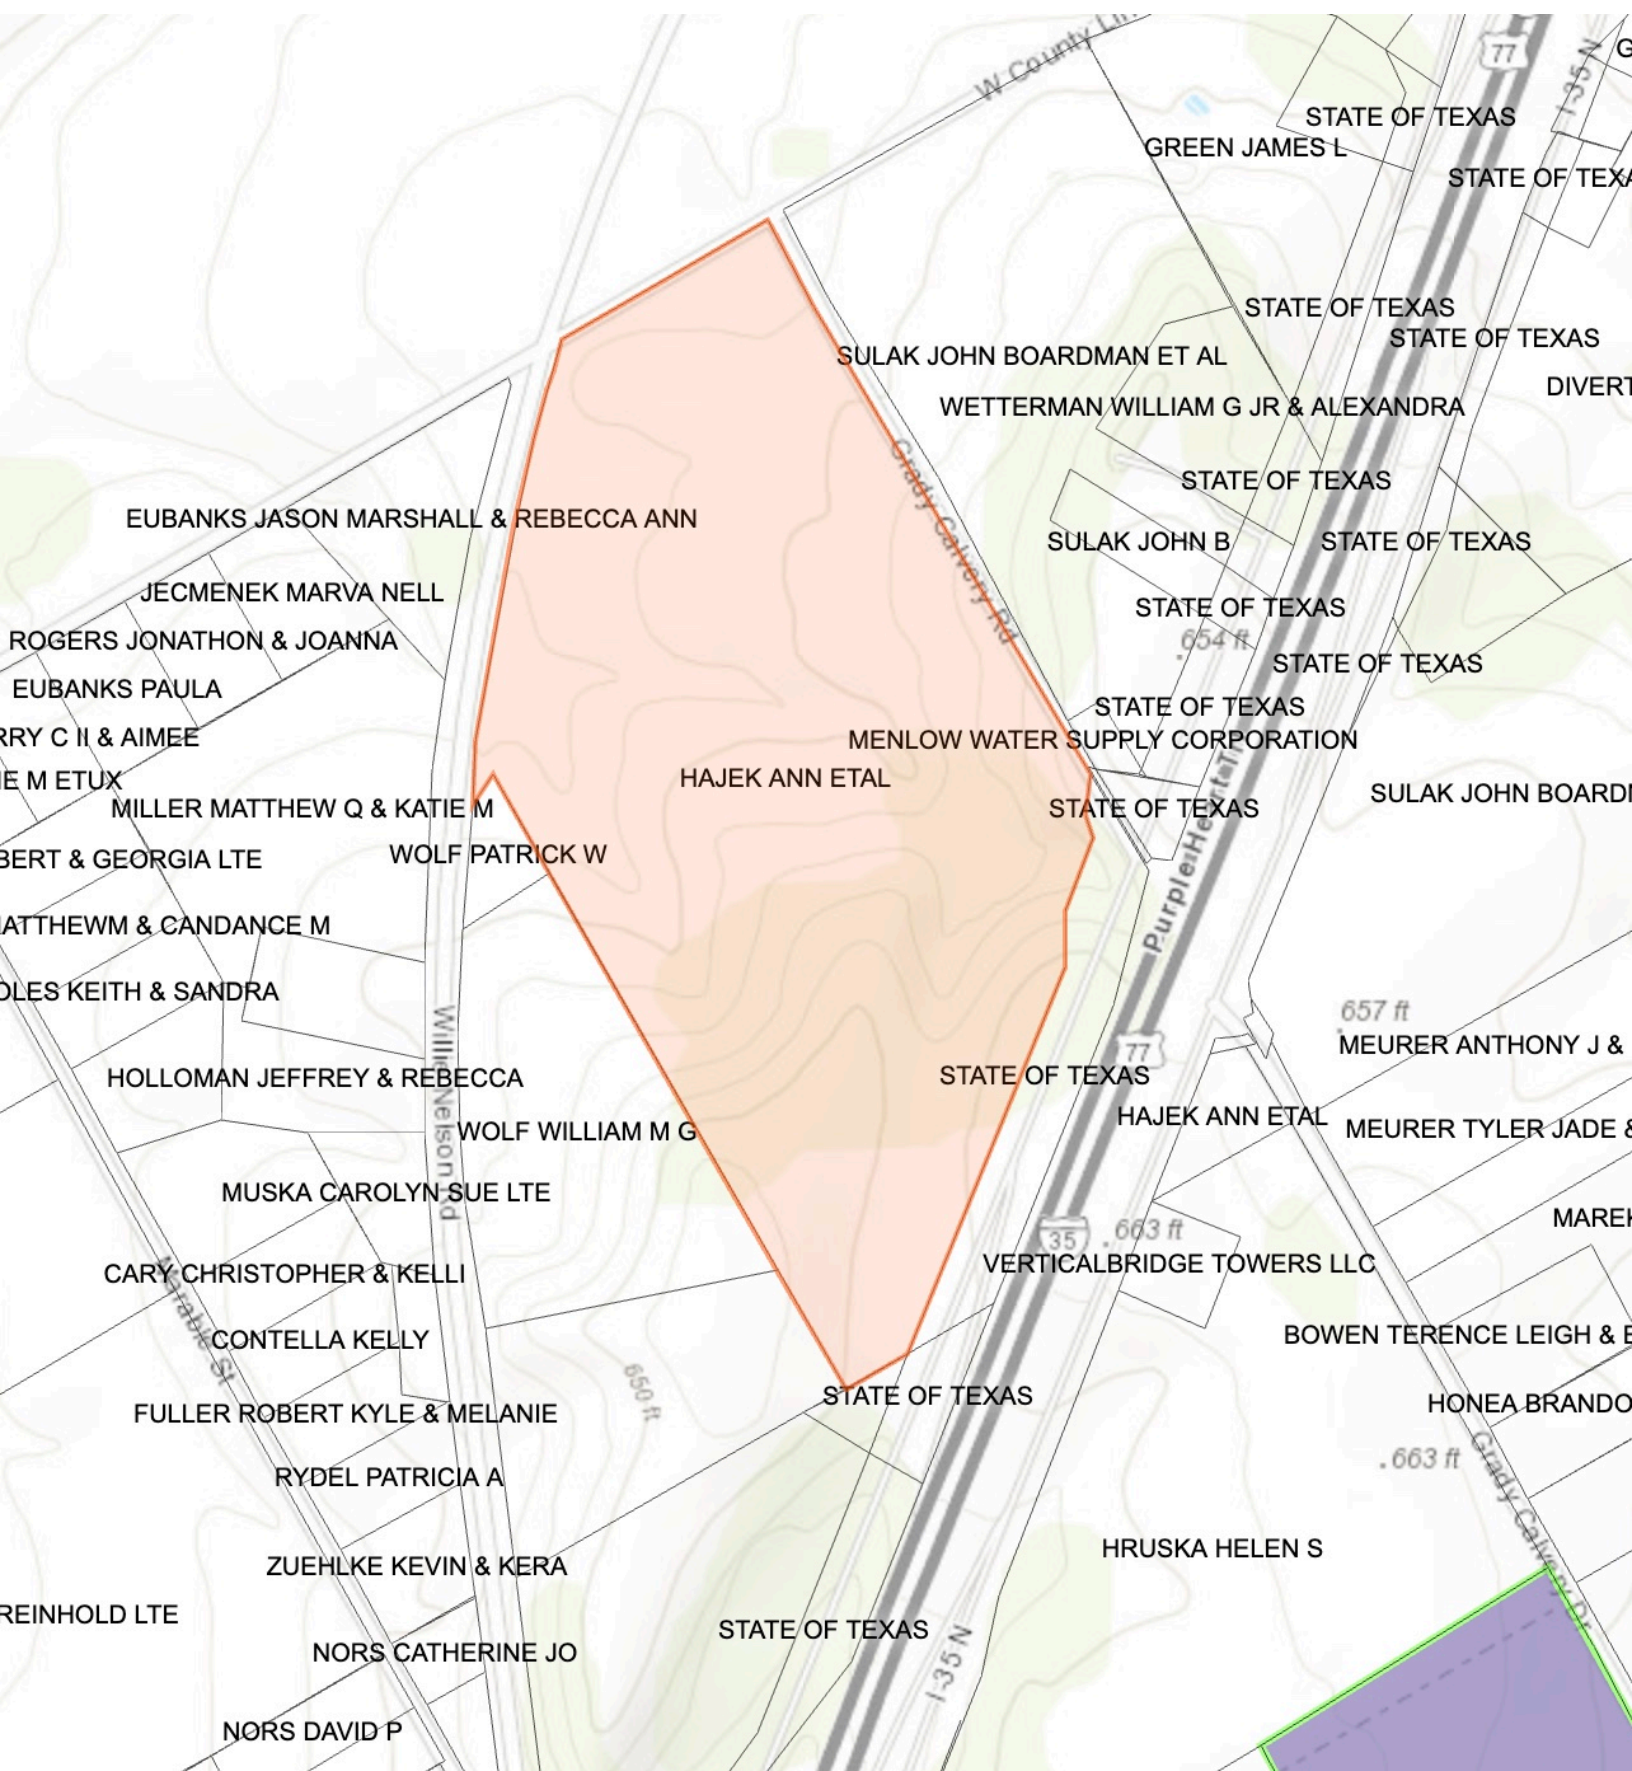 W County Lin
77
I-35 N
G
STATE OF TEXAS
GREEN JAMES L
STATE OF TEXA
STATE OF TEXAS
STATE OF TEXAS
SULAK JOHN BOARDMAN ET AL
DIVERT
WETTERMAN WILLIAM G JR & ALEXANDRA
Grady Calvery Rd
STATE OF TEXAS
EUBANKS JASON MARSHALL & REBECCA ANN
SULAK JOHN B
STATE OF TEXAS
JECMENEK MARVA NELL
STATE OF TEXAS
ROGERS JONATHON & JOANNA
654 ft
STATE OF TEXAS
EUBANKS PAULA
STATE OF TEXAS
RRY C II & AIMEE
MENLOW WATER SUPPLY CORPORATION
IE M ETUX
HAJEK ANN ETAL
SULAK JOHN BOARDM
MILLER MATTHEW Q & KATIE M
STATE OF TEXAS
BERT & GEORGIA LTE
WOLF PATRICK W
Purple Heart Trl
ATTHEWM & CANDANCE M
OLES KEITH & SANDRA
657 ft
Willie Nelson Rd
77
MEURER ANTHONY J &
HOLLOMAN JEFFREY & REBECCA
STATE OF TEXAS
HAJEK ANN ETAL
WOLF WILLIAM M G
MEURER TYLER JADE &
MUSKA CAROLYN SUE LTE
MAREK
35
663 ft
CARY CHRISTOPHER & KELLI
VERTICALBRIDGE TOWERS LLC
Marable St
CONTELLA KELLY
BOWEN TERENCE LEIGH & E
650 ft
STATE OF TEXAS
HONEA BRANDO
FULLER ROBERT KYLE & MELANIE
663 ft
RYDEL PATRICIA A
Grady Calvery Dr
HRUSKA HELEN S
ZUEHLKE KEVIN & KERA
REINHOLD LTE
STATE OF TEXAS
I-35 N
NORS CATHERINE JO
NORS DAVID P